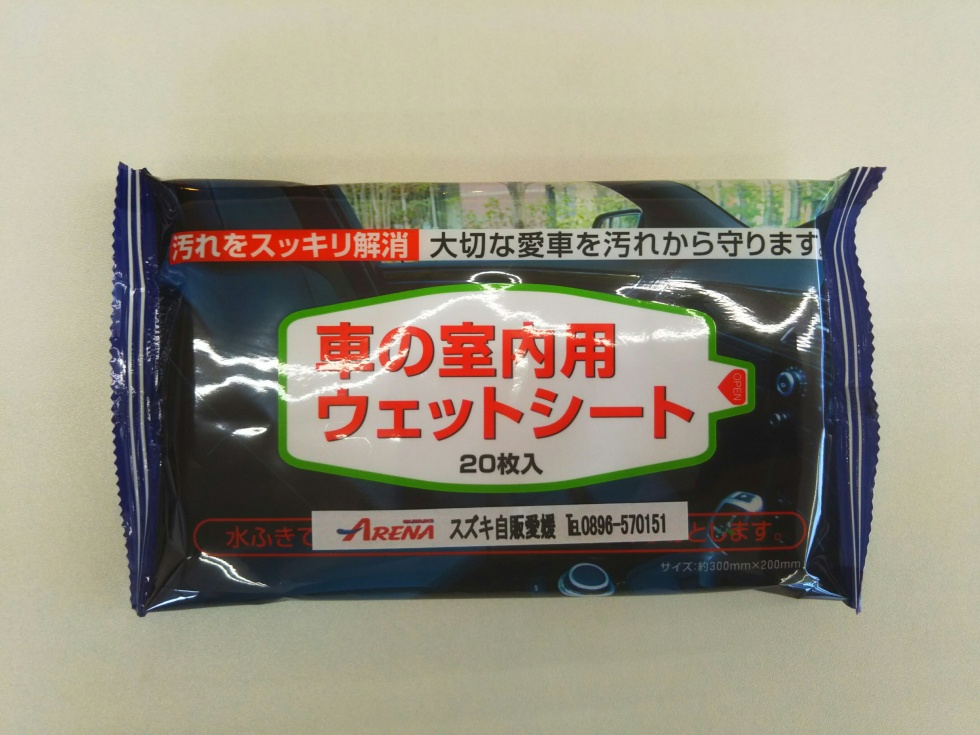 汚れをスッキリ解消 大切な愛車を汚れから守ります。
車の室内用
ウェットシート
OPEN
20枚入
ARENA スズキ自販愛媛 ℡0896-570151
水ふきで とします。
サイズ:約300mm×200mm